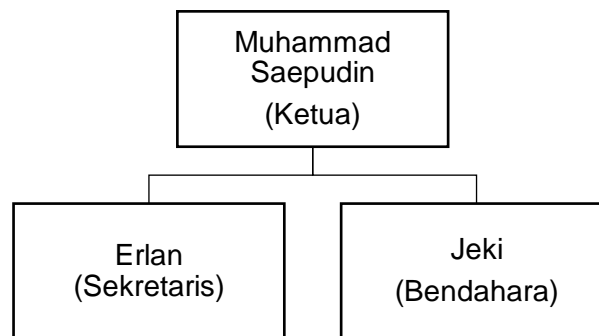 Muhammad
Saepudin
(Ketua)
Erlan
(Sekretaris)
Jeki
(Bendahara)